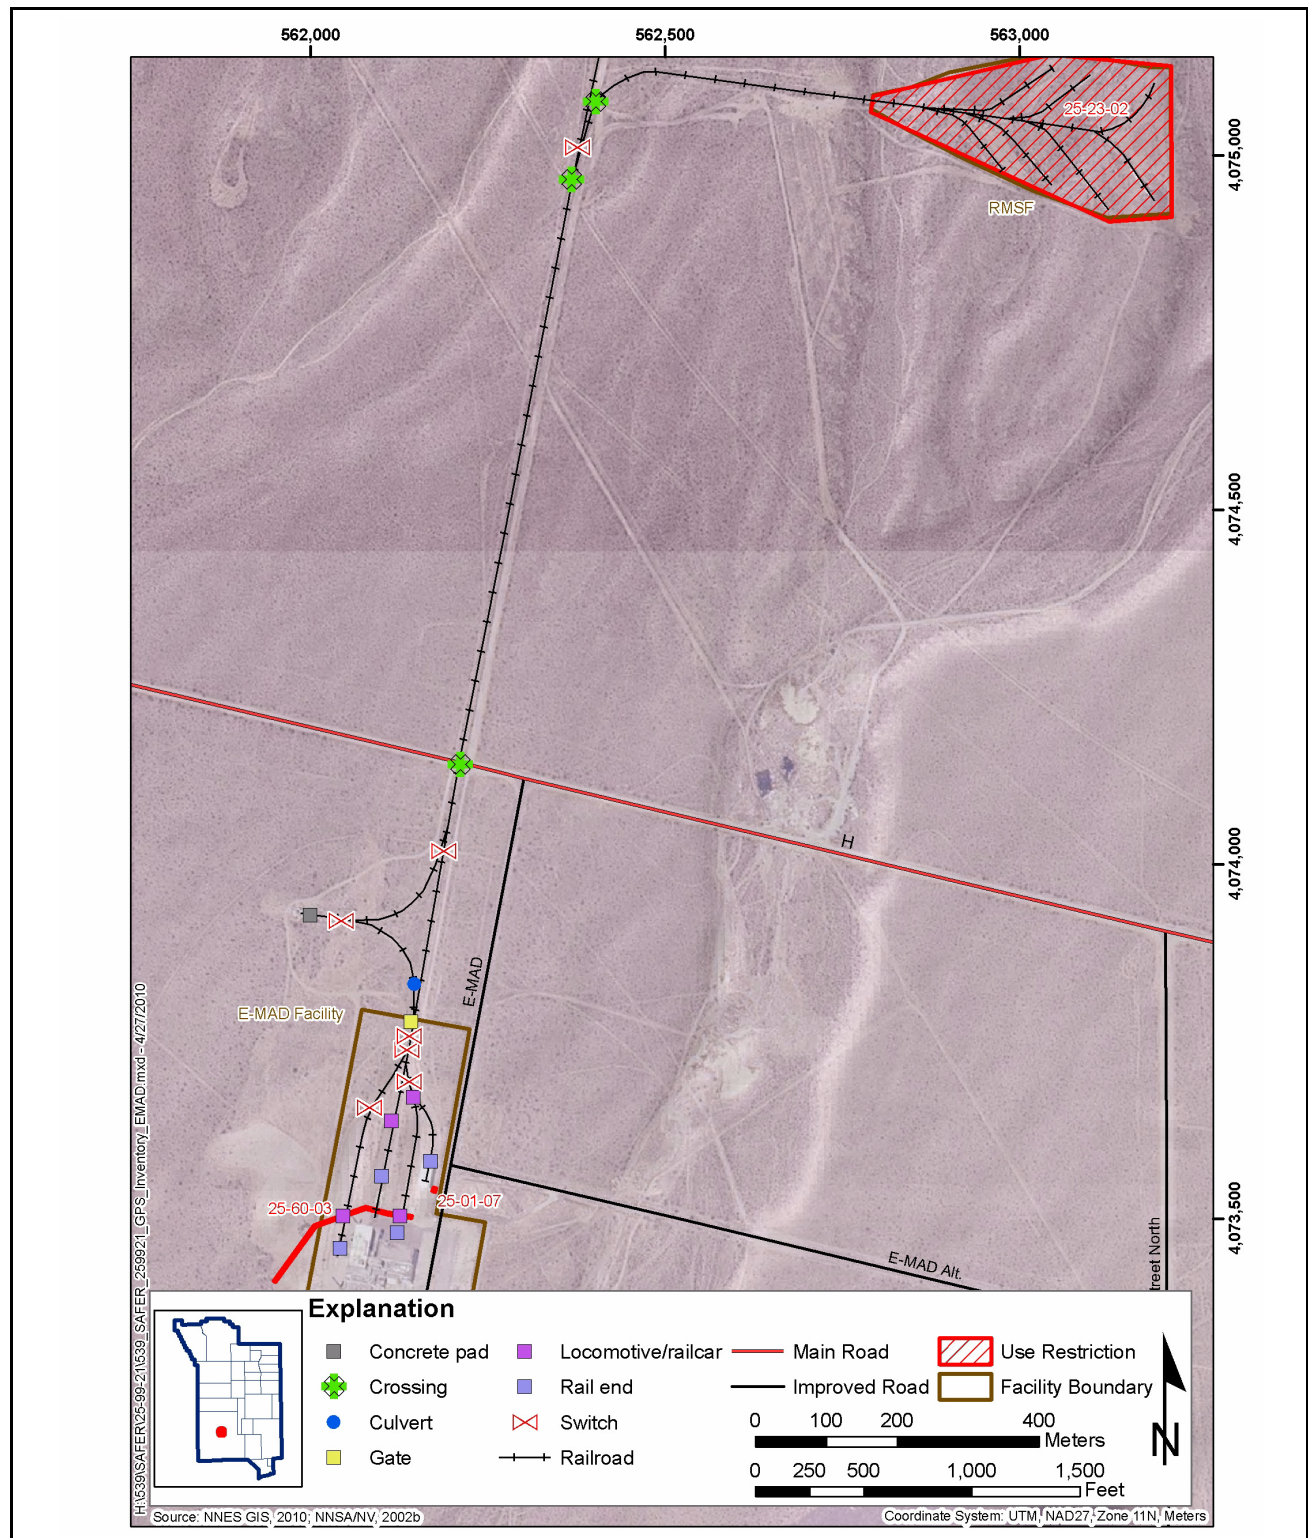 562,000 562,500 563,000
25-23-02
4,075,000
RMSF
4,074,500
H
4,074,000
E-MAD
E-MAD Facility
25-60-03
25-01-07
4,073,500
E-MAD Alt.
treet North
H:\539\SAFER\25-99-21\539_SAFER_259921_GPS_Inventory_EMAD.mxd - 4/27/2010
Explanation
Concrete pad
Crossing
Culvert
Gate
Locomotive/railcar
Rail end
Switch
Railroad
Main Road
Improved Road
Use Restriction
Facility Boundary
0 100 200 400
Meters
0 250 500 1,000 1,500
Feet
N
Source: NNES GIS, 2010; NNSA/NV, 2002b
Coordinate System: UTM, NAD27, Zone 11N, Meters